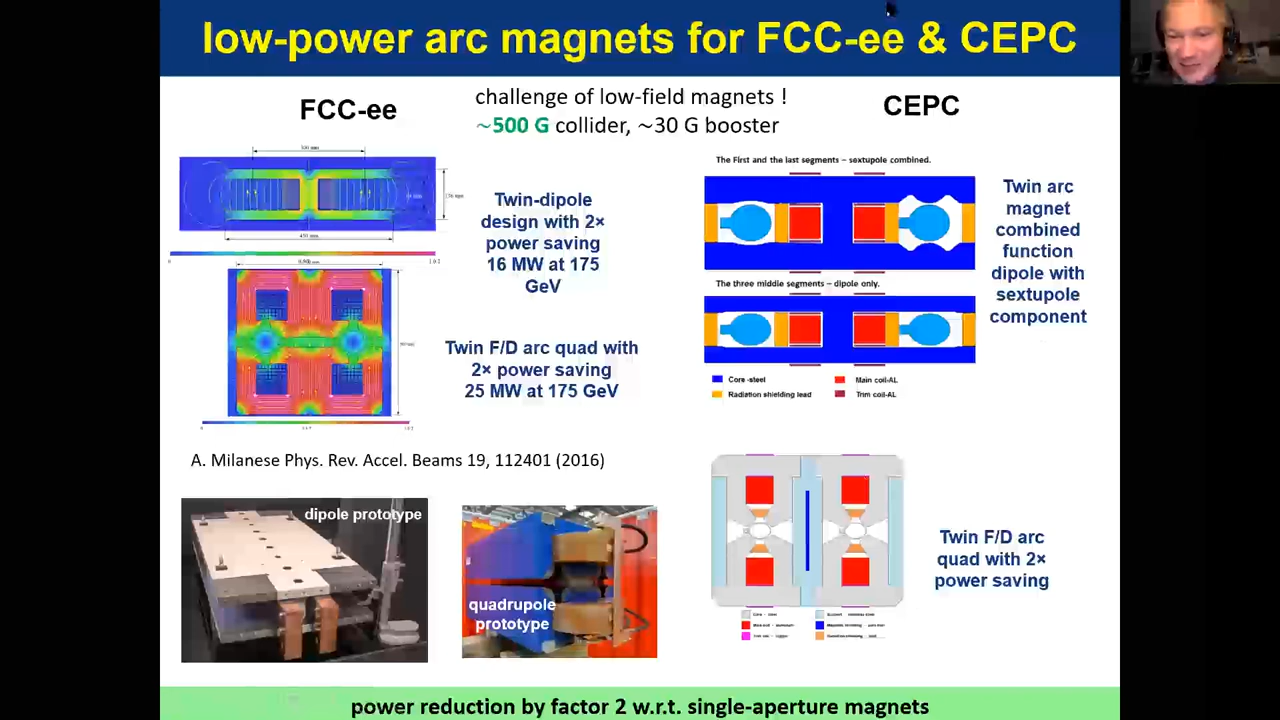 low-power arc magnets for FCC-ee & CEPC
FCC-ee
challenge of low-field magnets !
~500 G collider, ~30 G booster
CEPC
Twin-dipole
design with 2×
power saving
16 MW at 175
GeV
Twin F/D arc quad with
2× power saving
25 MW at 175 GeV
The First and the last segments – sextupole combined.
The three middle segments – dipole only.
Core -steel
Main coil-AL
Radiation shielding lead
Trim coil-AL
Twin arc
magnet
combined
function
dipole with
sextupole
component
A. Milanese Phys. Rev. Accel. Beams 19, 112401 (2016)
dipole prototype
quadrupole
prototype
Twin F/D arc
quad with 2×
power saving
power reduction by factor 2 w.r.t. single-aperture magnets